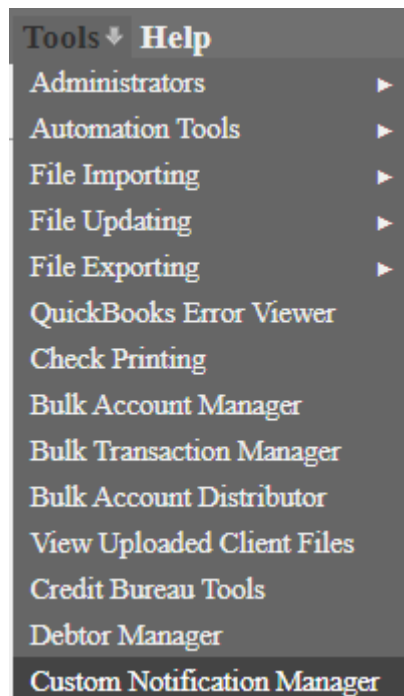 Tools Help
Administrators
Automation Tools
File Importing
File Updating
File Exporting
QuickBooks Error Viewer
Check Printing
Bulk Account Manager
Bulk Transaction Manager
Bulk Account Distributor
View Uploaded Client Files
Credit Bureau Tools
Debtor Manager
Custom Notification Manager